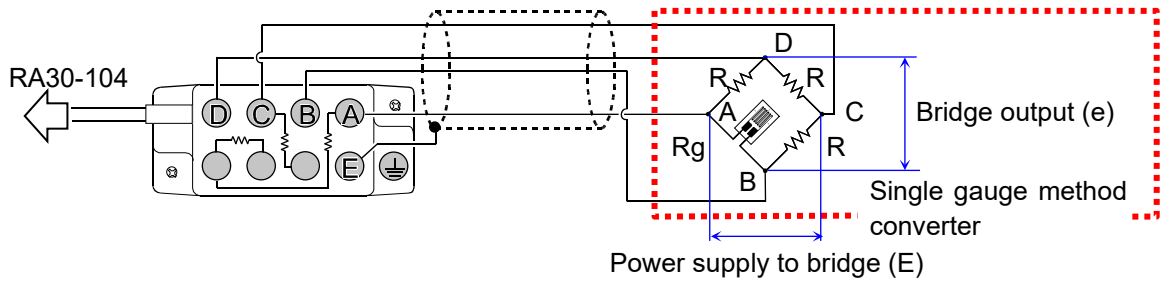 RA30-104
D C B A
E
D
R R
A C
Rg R
B
Bridge output (e)
Single gauge method
converter
Power supply to bridge (E)